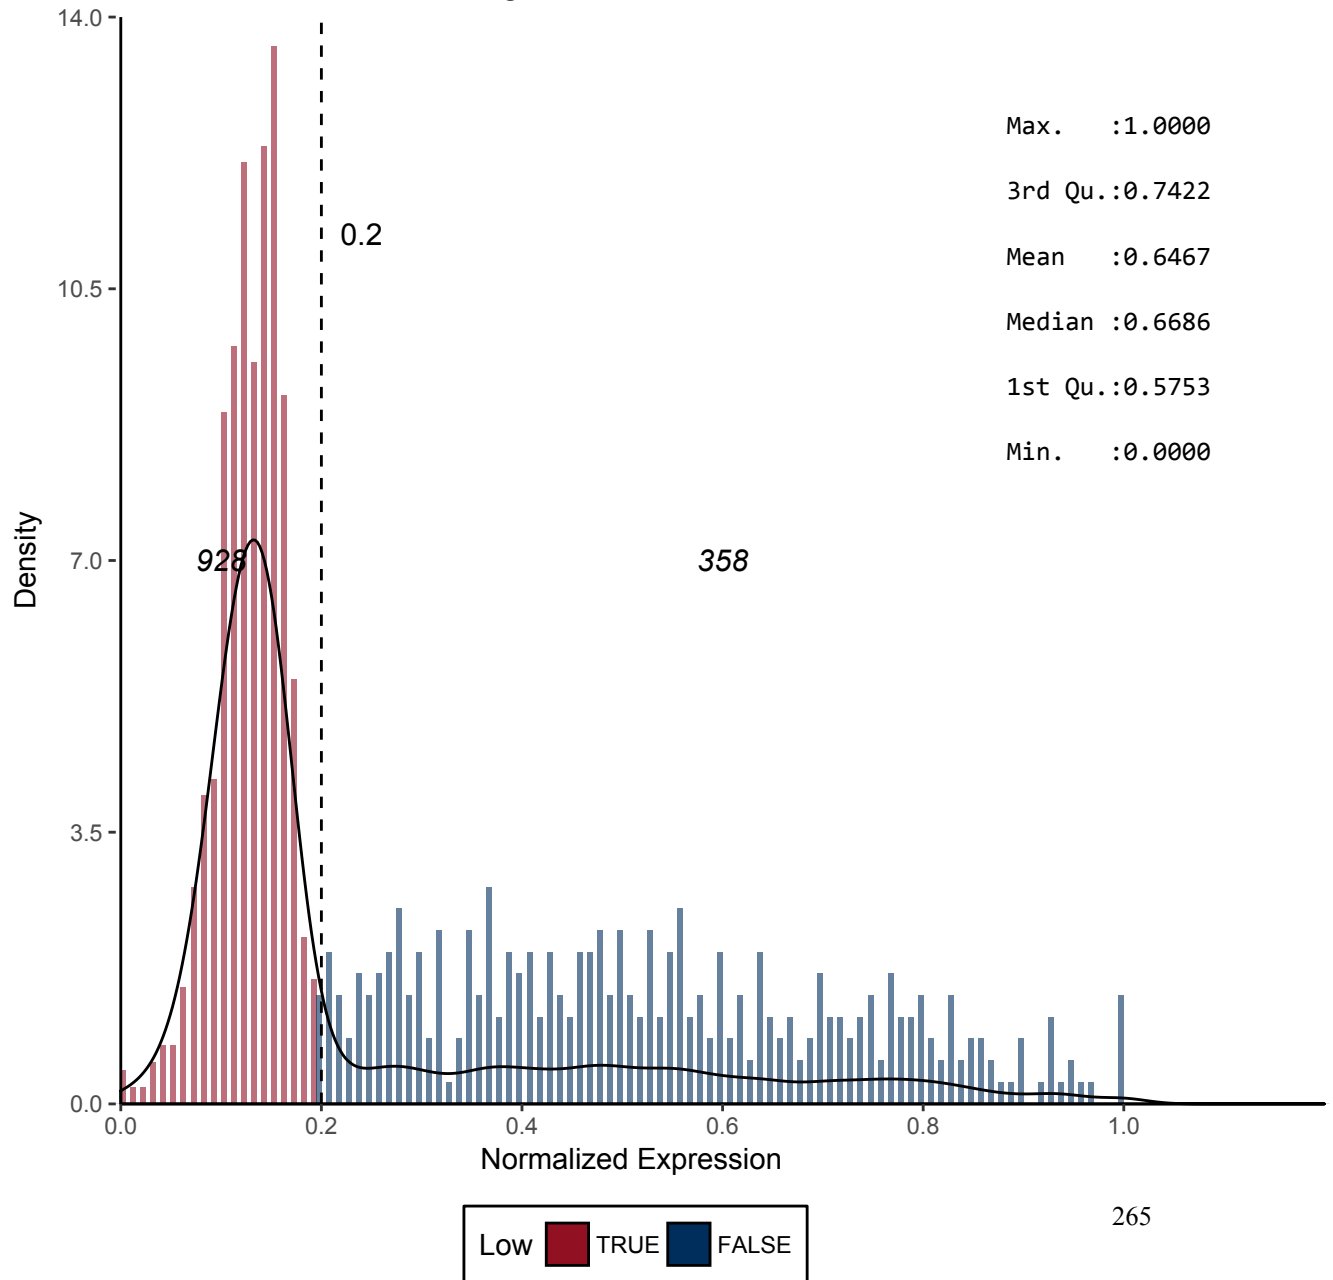 14.0
10.5
7.0
3.5
0.0
Density
0.2
928
358
Max.   :1.0000
3rd Qu.:0.7422
Mean   :0.6467
Median :0.6686
1st Qu.:0.5753
Min.   :0.0000
0.0 0.2 0.4 0.6 0.8 1.0
Normalized Expression
Low TRUE FALSE
265